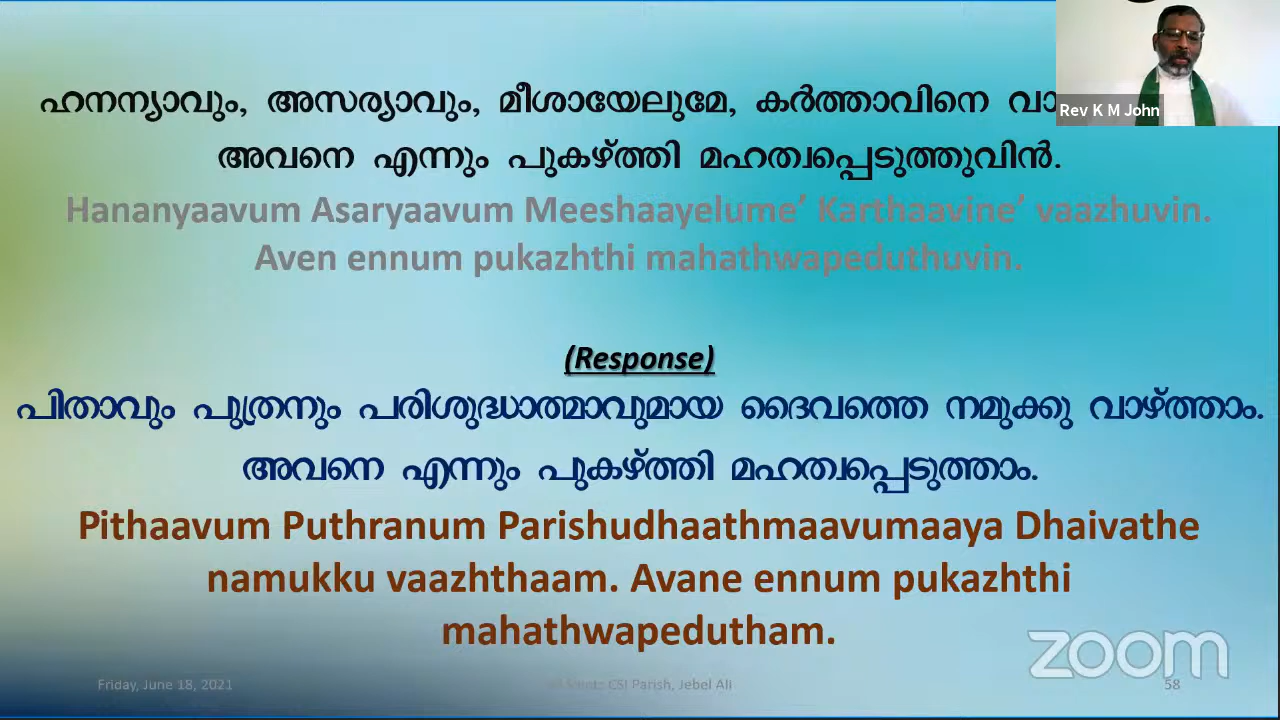 ഹനന്യാവും, അസര്യാവും, മീശായേലുമേ, കർത്താവിനെ
Rev K M John
അവനെ എന്നും പുകഴ്ത്തി മഹത്വപ്പെടുത്തുവിൻ.
Hananyaavum Asaryaavum Meeshaayelume’ Karthaavine’ vaazhuvin.
Aven ennum pukazhthi mahathwapeduthuvin.
(Response)
പിതാവും പുത്രനും പരിശുദ്ധാത്മാവുമായ ദൈവത്തെ നമുക്കു വാഴ്ത്താം.
അവനെ എന്നും പുകഴ്ത്തി മഹത്വപ്പെടുത്താം.
Pithaavum Puthranum Parishudhaathmaavumaaya Dhaivathe
namukku vaazhthaam. Avane ennum pukazhthi
mahathwapedutham.
zoom
Friday, June 18, 2021
CSI Parish, Jebel Ali
58